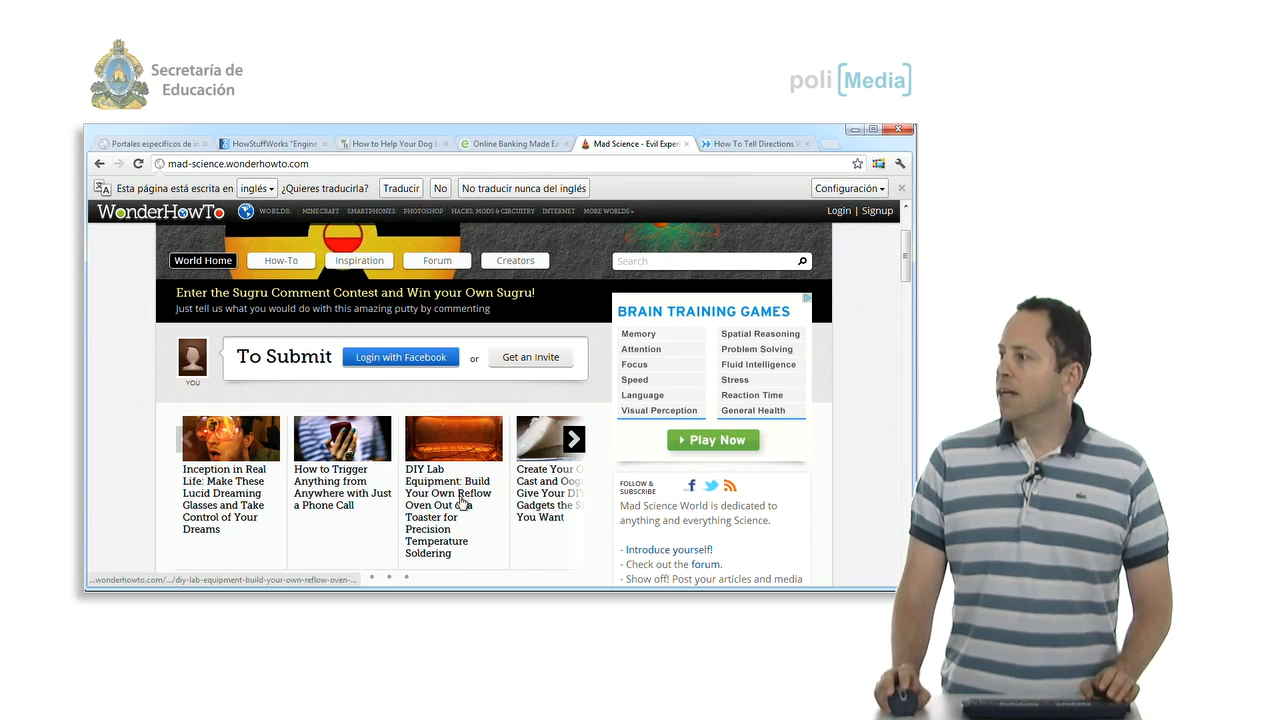 Secretaría de
Educación
poli [Media]
Portales específicos de i
HowStuffWorks "Engine
How to Help Your Dog L
Online Banking Made Ea
Mad Science - Evil Exper
How To Tell Directions W
mad-science.wonderhowto.com
Esta página está escrita en inglés ¿Quieres traducirla? Traducir No No traducir nunca del inglés Configuración
WonderHowTo WORLDS: MINECRAFT SMARTPHONES PHOTOSHOP HACKS, MODS & CIRCUITRY INTERNET MORE WORLDS » Login | Signup
World Home How-To Inspiration Forum Creators Search
Enter the Sugru Comment Contest and Win your Own Sugru!
Just tell us what you would do with this amazing putty by commenting
YOU
To Submit Login with Facebook or Get an Invite
BRAIN TRAINING GAMES
Memory Spatial Reasoning
Attention Problem Solving
Focus Fluid Intelligence
Speed Stress
Language Reaction Time
Visual Perception General Health
Play Now
Inception in Real
Life: Make These
Lucid Dreaming
Glasses and Take
Control of Your
Dreams
How to Trigger
Anything from
Anywhere with Just
a Phone Call
DIY Lab
Equipment: Build
Your Own Reflow
Oven Out a
Toaster for
Precision
Temperature
Soldering
Create Your O
Cast and Oog
Give Your DIY
Gadgets the S
You Want
FOLLOW &
SUBSCRIBE
Mad Science World is dedicated to
anything and everything Science.
- Introduce yourself!
- Check out the forum.
- Show off! Post your articles and media
...wonderhowto.com/.../diy-lab-equipment-build-your-own-reflow-oven-...